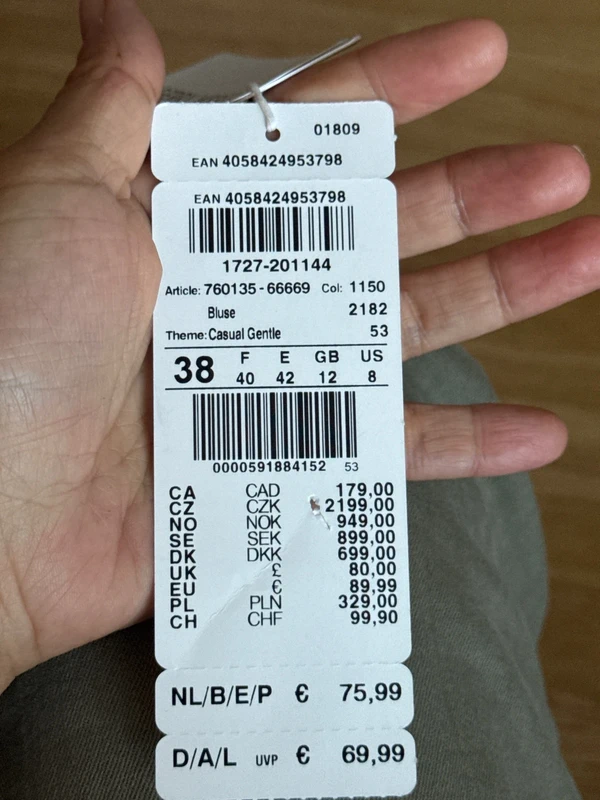 01809
EAN 4058424953798
EAN 4058424953798
1727-201144
Article: 760135-66669 Col: 1150
Bluse 2182
Theme: Casual Gentle 53
38 F E GB US
40 42 12 8
0000591884152 53
CA CAD 179,00
CZ CZK 2199,00
NO NOK 949,00
SE SEK 899,00
DK DKK 699,00
UK £ 80,00
EU € 89,99
PL PLN 329,00
CH CHF 99,90
NL/B/E/P € 75,99
D/A/L UVP € 69,99